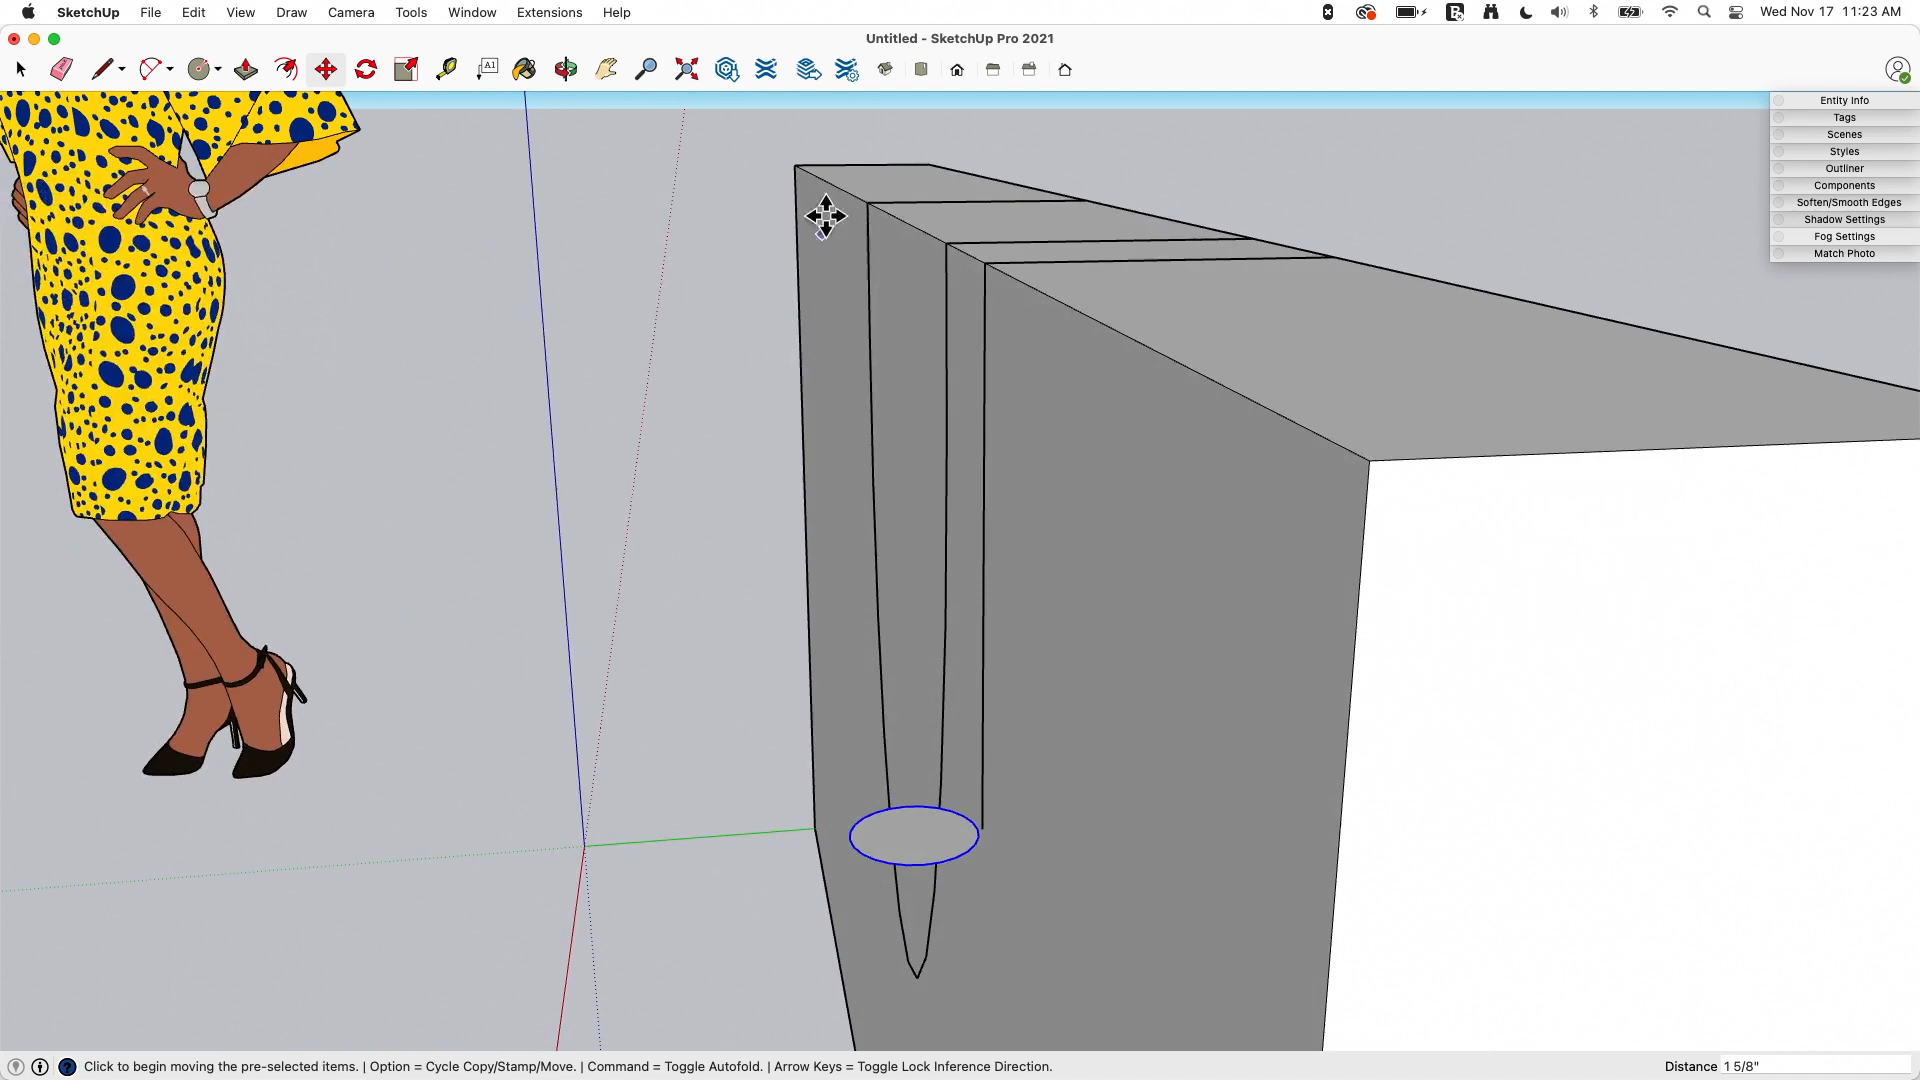 SketchUp File Edit View Draw Camera Tools Window Extensions Help Wed Nov 17 11:23 AM
Untitled - SketchUp Pro 2021
A1
Entity Info
Tags
Scenes
Styles
Outliner
Components
Soften/Smooth Edges
Shadow Settings
Fog Settings
Match Photo
Click to begin moving the pre-selected items. | Option = Cycle Copy/Stamp/Move. | Command = Toggle Autofold. | Arrow Keys = Toggle Lock Inference Direction. Distance 1 5/8"